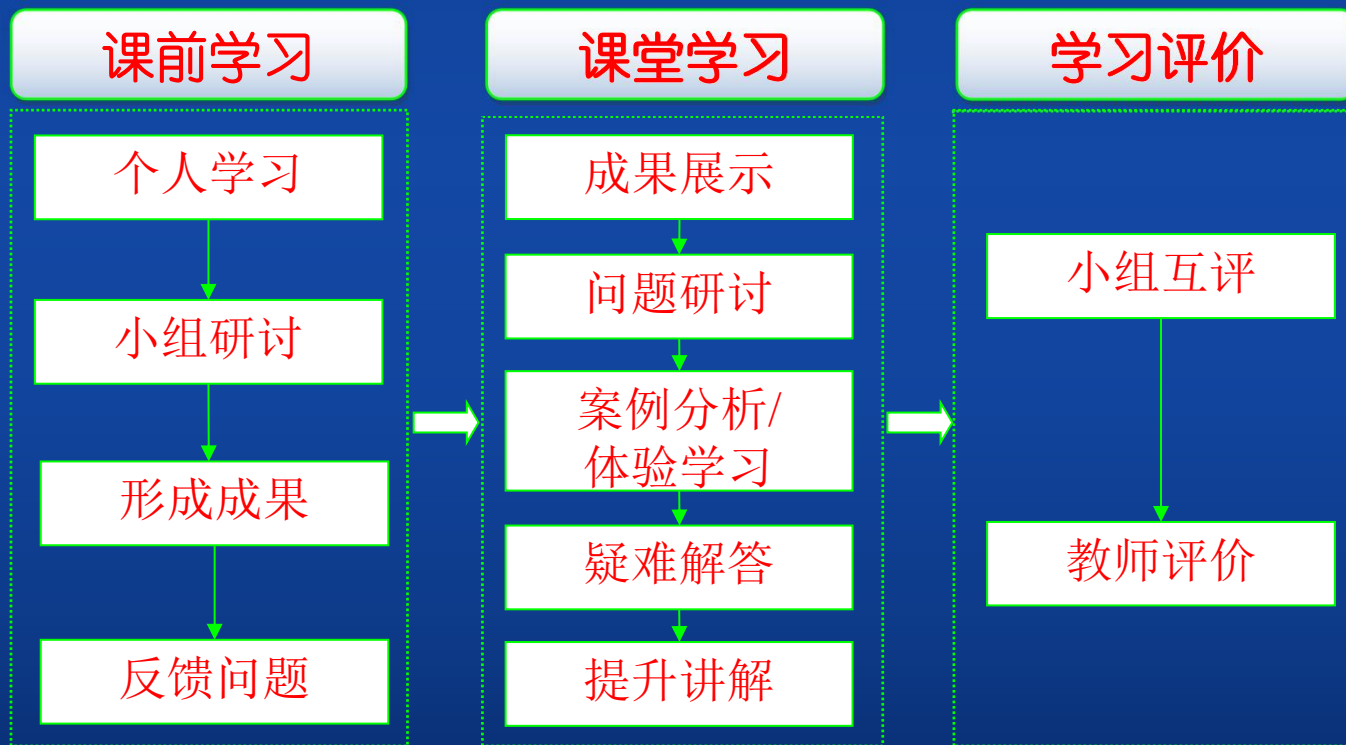 课前学习
个人学习
小组研讨
形成成果
反馈问题
课堂学习
成果展示
问题研讨
案例分析/
体验学习
疑难解答
提升讲解
学习评价
小组互评
教师评价